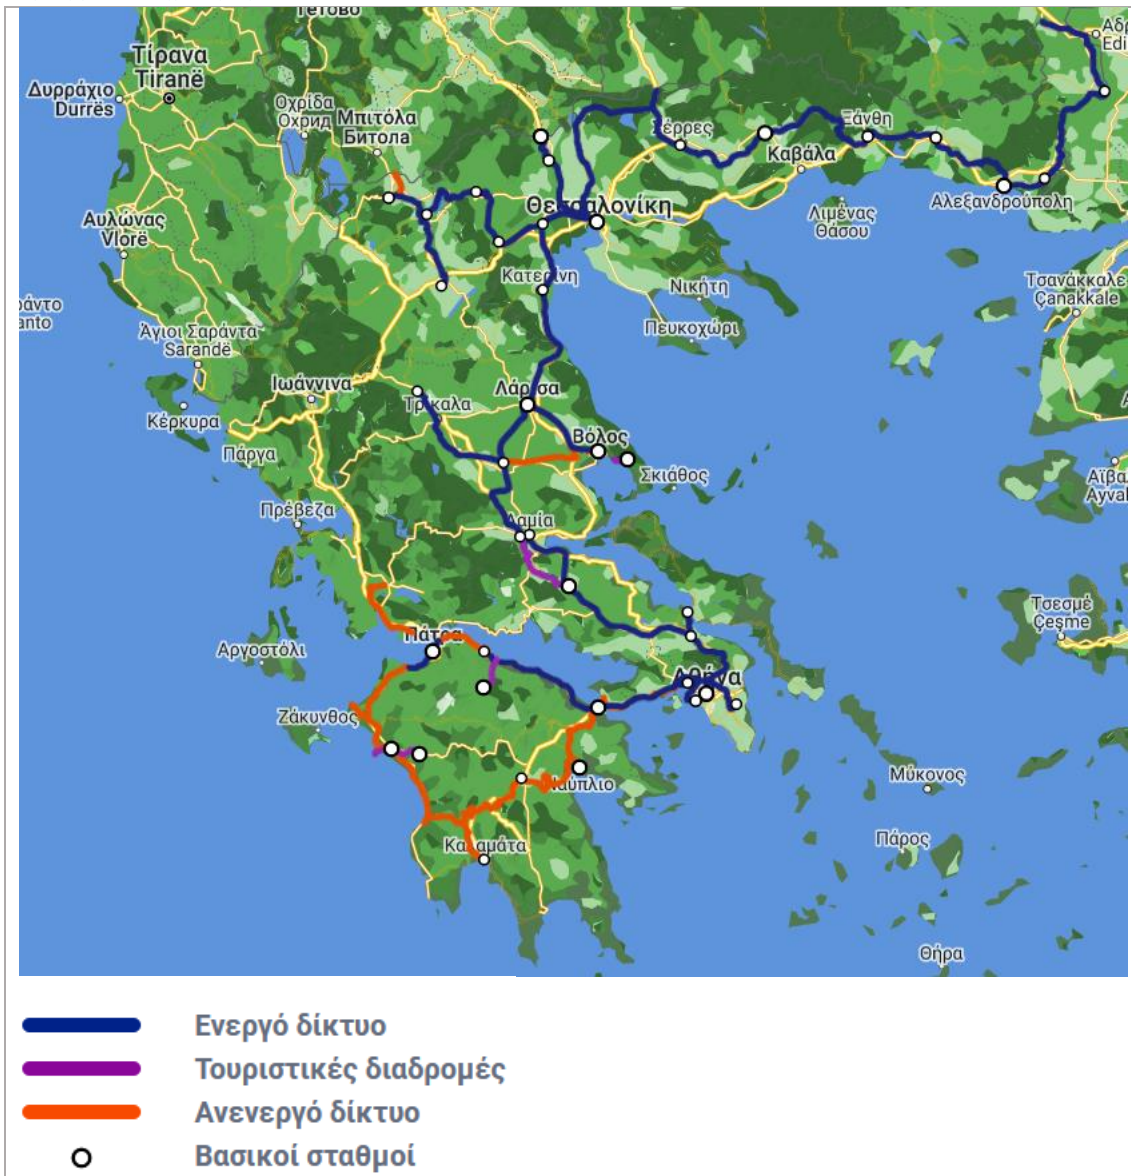 Τέτοβο
Τίρανα
Tiranë
Δυρράχιο
Durrës
Οχρίδα
Охрид
Μπιτόλα
Битола
Αυλώνας
Vlorë
Σέρρες
Ξάνθη
Καβάλα
Αλεξανδρούπολη
Λιμένας
Θάσου
Θεσσαλονίκη
Κατερίνη
Νικήτη
Πευκοχώρι
Τσανάκκαλε
Çanakkale
Άγιοι Σαράντα
Sarandë
Ιωάννινα
Κέρκυρα
Πάργα
Τρίκαλα
Λάρισα
Βόλος
Σκιάθος
Πρέβεζα
Λαμία
Τσεσμέ
Çeşme
Αργοστόλι
Πάτρα
Αθήνα
Ζάκυνθος
Ναύπλιο
Μύκονος
Πάρος
Καλαμάτα
Θήρα
Ενεργό δίκτυο
Τουριστικές διαδρομές
Ανενεργό δίκτυο
Βασικοί σταθμοί